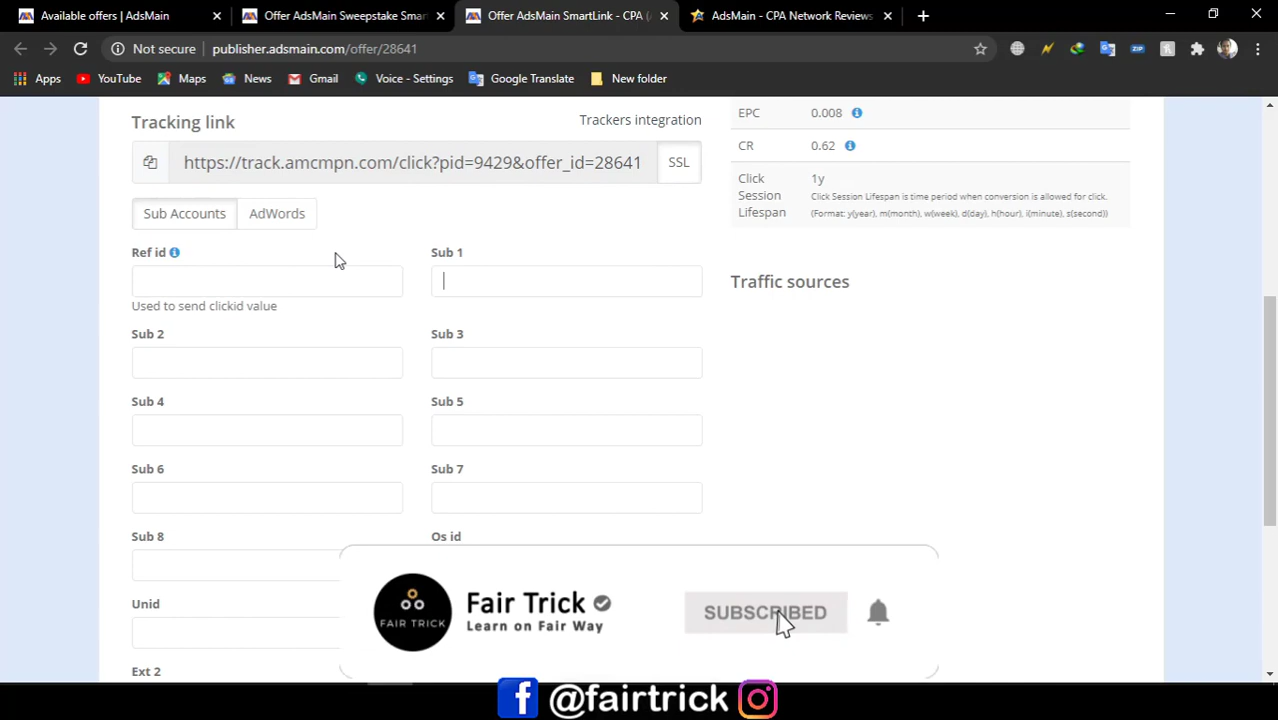 Available offers | AdsMain
Offer AdsMain Sweepstake Smar
Offer AdsMain SmartLink - CPA (
AdsMain - CPA Network Reviews
Not secure
publisher.adsmain.com/offer/28641
Apps
YouTube
Maps
News
Gmail
Voice - Settings
Google Translate
New folder
Tracking link
Trackers integration
https://track.amcmpn.com/click?pid=9429&offer_id=28641
SSL
Sub Accounts
AdWords
Ref id
Sub 1
Used to send clickid value
Sub 2
Sub 3
Sub 4
Sub 5
Sub 6
Sub 7
Sub 8
Os id
Unid
Ext 2
EPC
0.008
CR
0.62
Click
Session
Lifespan
1y
Click Session Lifespan is time period when conversion is allowed for click.
(Format: y(year), m(month), w(week), d(day), h(hour), i(minute), s(second))
Traffic sources
FAIR TRICK
Fair Trick
Learn on Fair Way
SUBSCRIBED
@fairtrick